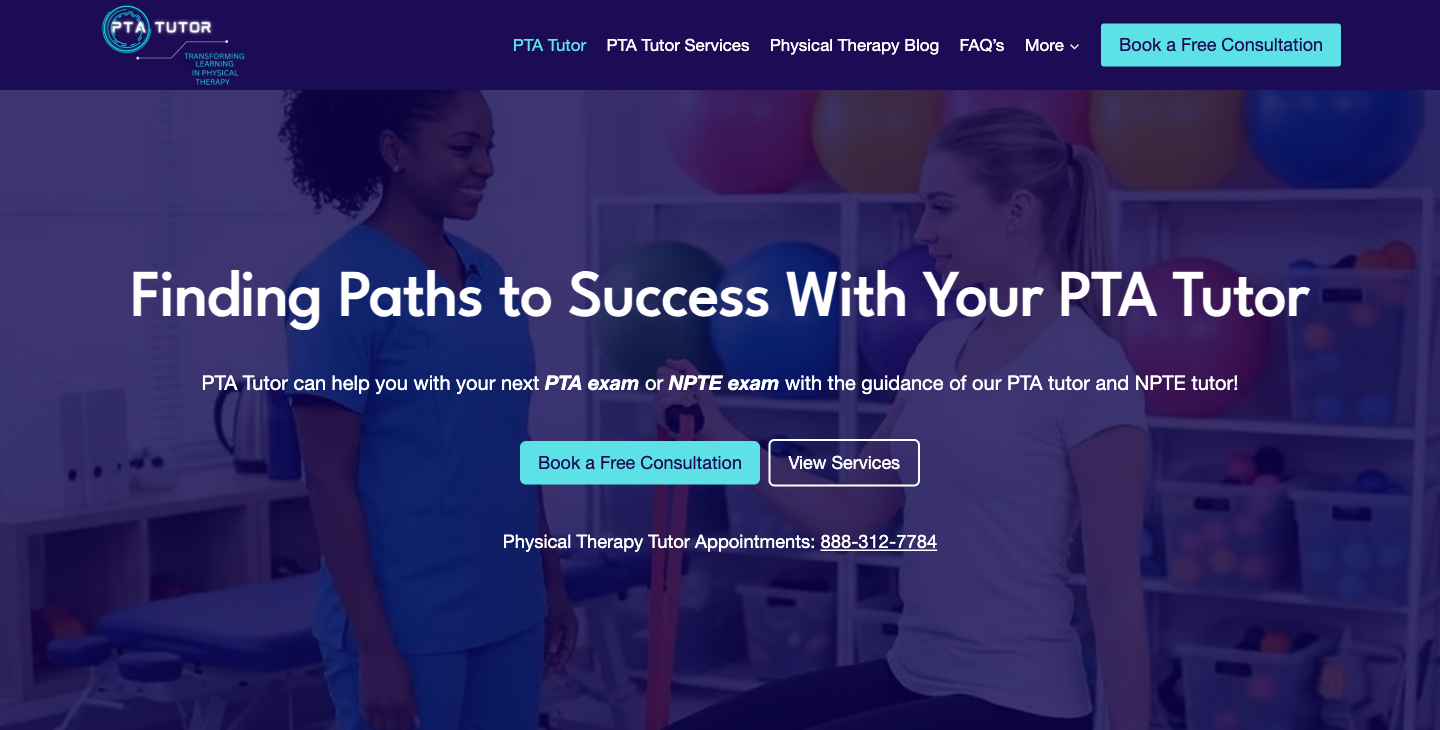 PTA TUTOR
TRANSFORMING
LEARNING
IN PHYSICAL
THERAPY
PTA Tutor PTA Tutor Services Physical Therapy Blog FAQ's More Book a Free Consultation
Finding Paths to Success With Your PTA Tutor
PTA Tutor can help you with your next PTA exam or NPTE exam with the guidance of our PTA tutor and NPTE tutor!
Book a Free Consultation View Services
Physical Therapy Tutor Appointments: 888-312-7784